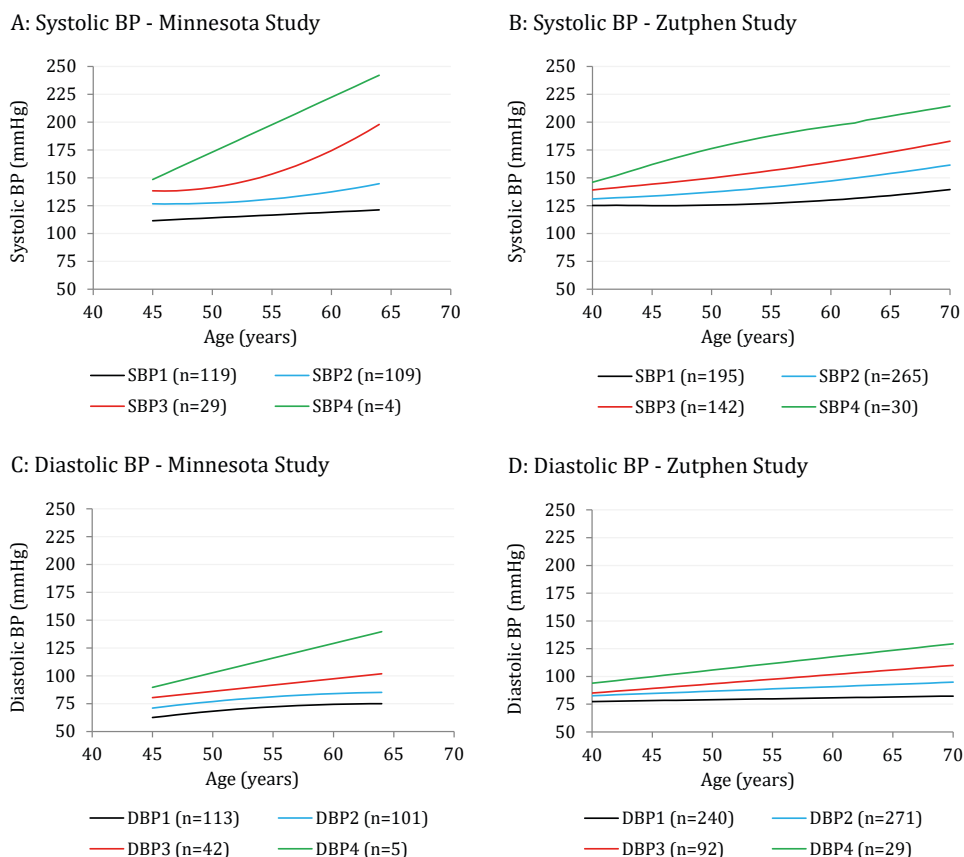 A: Systolic BP - Minnesota Study
250
225
200
175
150
125
100
75
50
Systolic BP (mmHg)
40 45 50 55 60 65 70
Age (years)
SBP1 (n=119) SBP2 (n=109)
SBP3 (n=29) SBP4 (n=4)
B: Systolic BP - Zutphen Study
250
225
200
175
150
125
100
75
50
Systolic BP (mmHg)
40 45 50 55 60 65 70
Age (years)
SBP1 (n=195) SBP2 (n=265)
SBP3 (n=142) SBP4 (n=30)
C: Diastolic BP - Minnesota Study
250
225
200
175
150
125
100
75
50
Diastolic BP (mmHg)
40 45 50 55 60 65 70
Age (years)
DBP1 (n=113) DBP2 (n=101)
DBP3 (n=42) DBP4 (n=5)
D: Diastolic BP - Zutphen Study
250
225
200
175
150
125
100
75
50
Diastolic BP (mmHg)
40 45 50 55 60 65 70
Age (years)
DBP1 (n=240) DBP2 (n=271)
DBP3 (n=92) DBP4 (n=29)